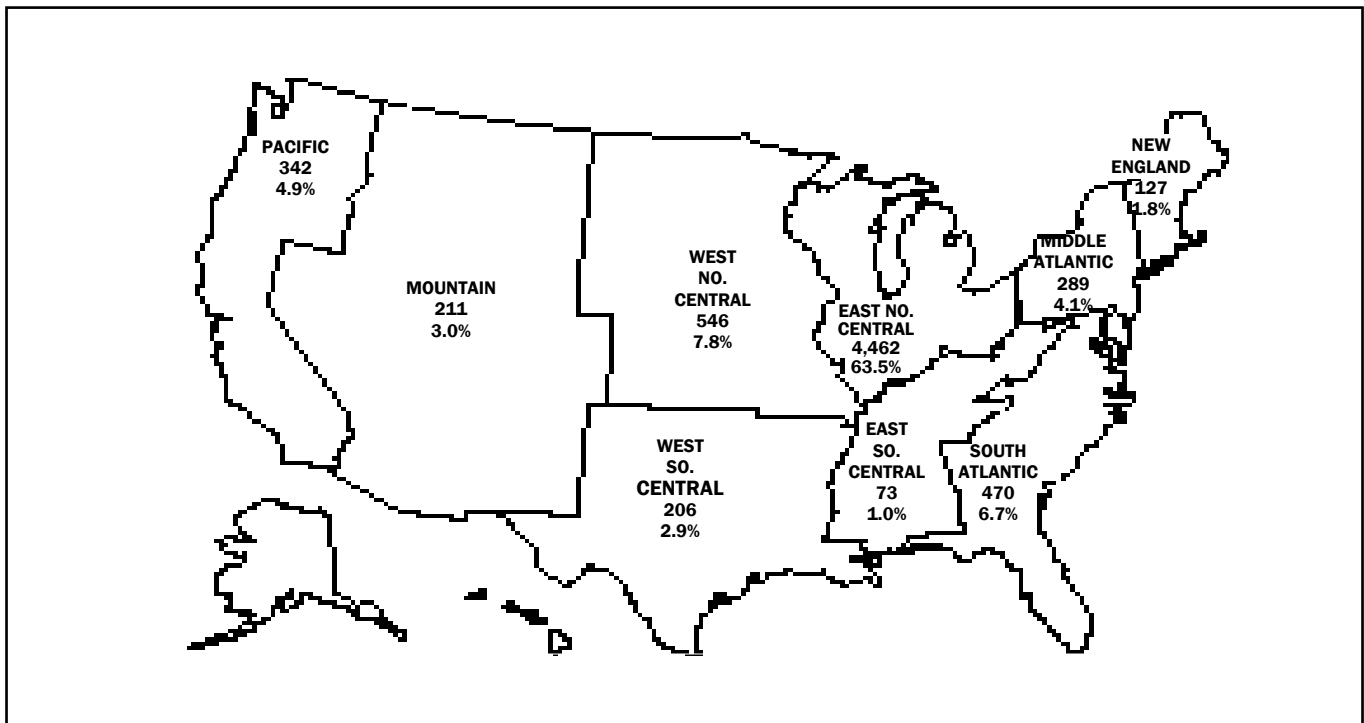 PACIFIC
342
4.9%
MOUNTAIN
211
3.0%
WEST
NO.
CENTRAL
546
7.8%
EAST NO.
CENTRAL
4,462
63.5%
NEW
ENGLAND
127
1.8%
MIDDLE
ATLANTIC
289
4.1%
WEST
SO.
CENTRAL
206
2.9%
EAST
SO.
CENTRAL
73
1.0%
SOUTH
ATLANTIC
470
6.7%